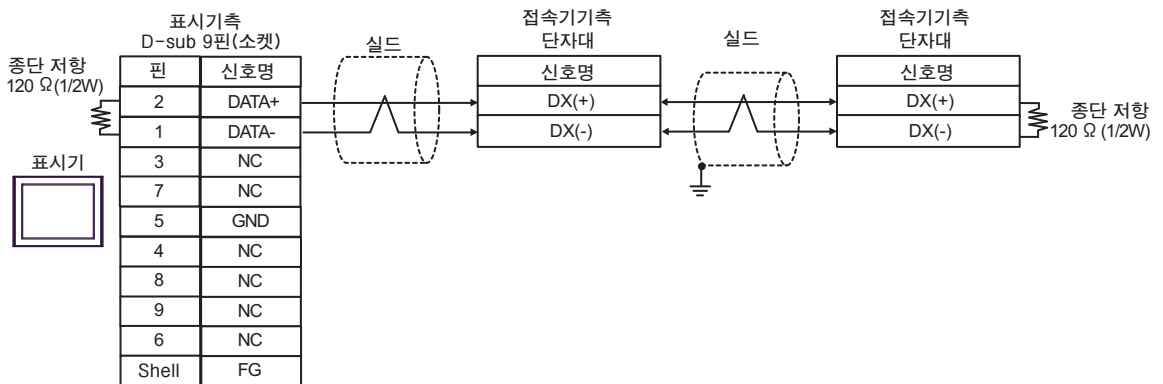 표시기측
D-sub 9핀(소켓)
실드
접속기기측
단자대
실드
접속기기측
단자대
종단 저항
120 Ω(1/2W)
핀 신호명
2 DATA+
1 DATA-
3 NC
7 NC
5 GND
4 NC
8 NC
9 NC
6 NC
Shell FG
표시기
신호명
DX(+)
DX(-)
신호명
DX(+)
DX(-)
종단 저항
120 Ω (1/2W)